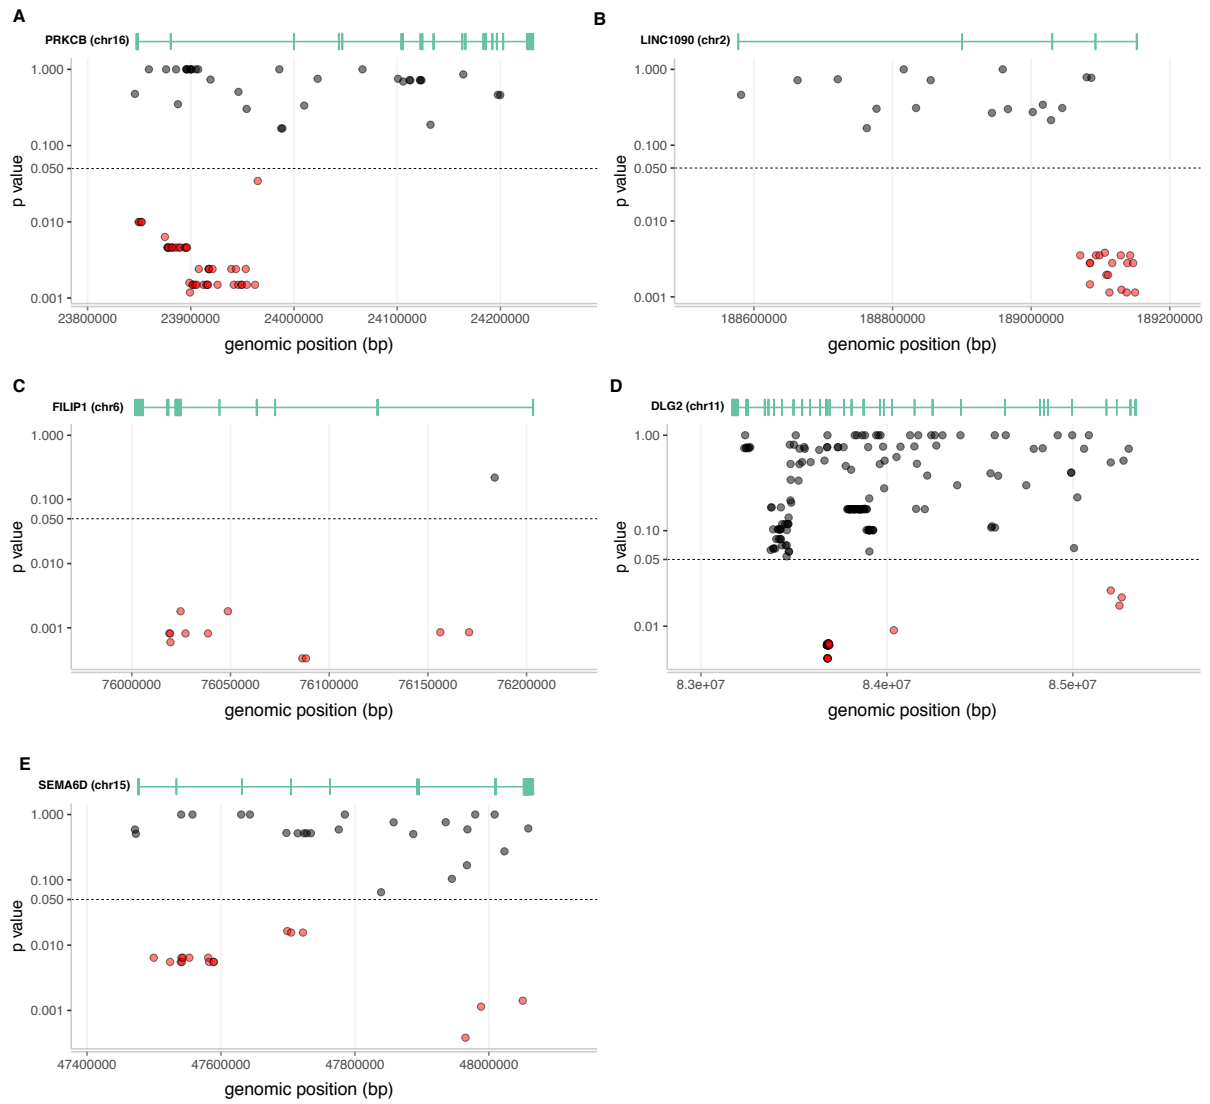 A
PRKCB (chr16)
1.000
0.100
0.050
0.010
0.001
p value
23800000 23900000 24000000 24100000 24200000
genomic position (bp)
B
LINC1090 (chr2)
1.000
0.100
0.050
0.010
0.001
p value
188600000 188800000 189000000 189200000
genomic position (bp)
C
FILIP1 (chr6)
1.000
0.100
0.050
0.010
0.001
p value
76000000 76050000 76100000 76150000 76200000
genomic position (bp)
D
DLG2 (chr11)
1.00
0.10
0.05
0.01
p value
8.3e+07 8.4e+07 8.5e+07
genomic position (bp)
E
SEMA6D (chr15)
1.000
0.100
0.050
0.010
0.001
p value
47400000 47600000 47800000 48000000
genomic position (bp)